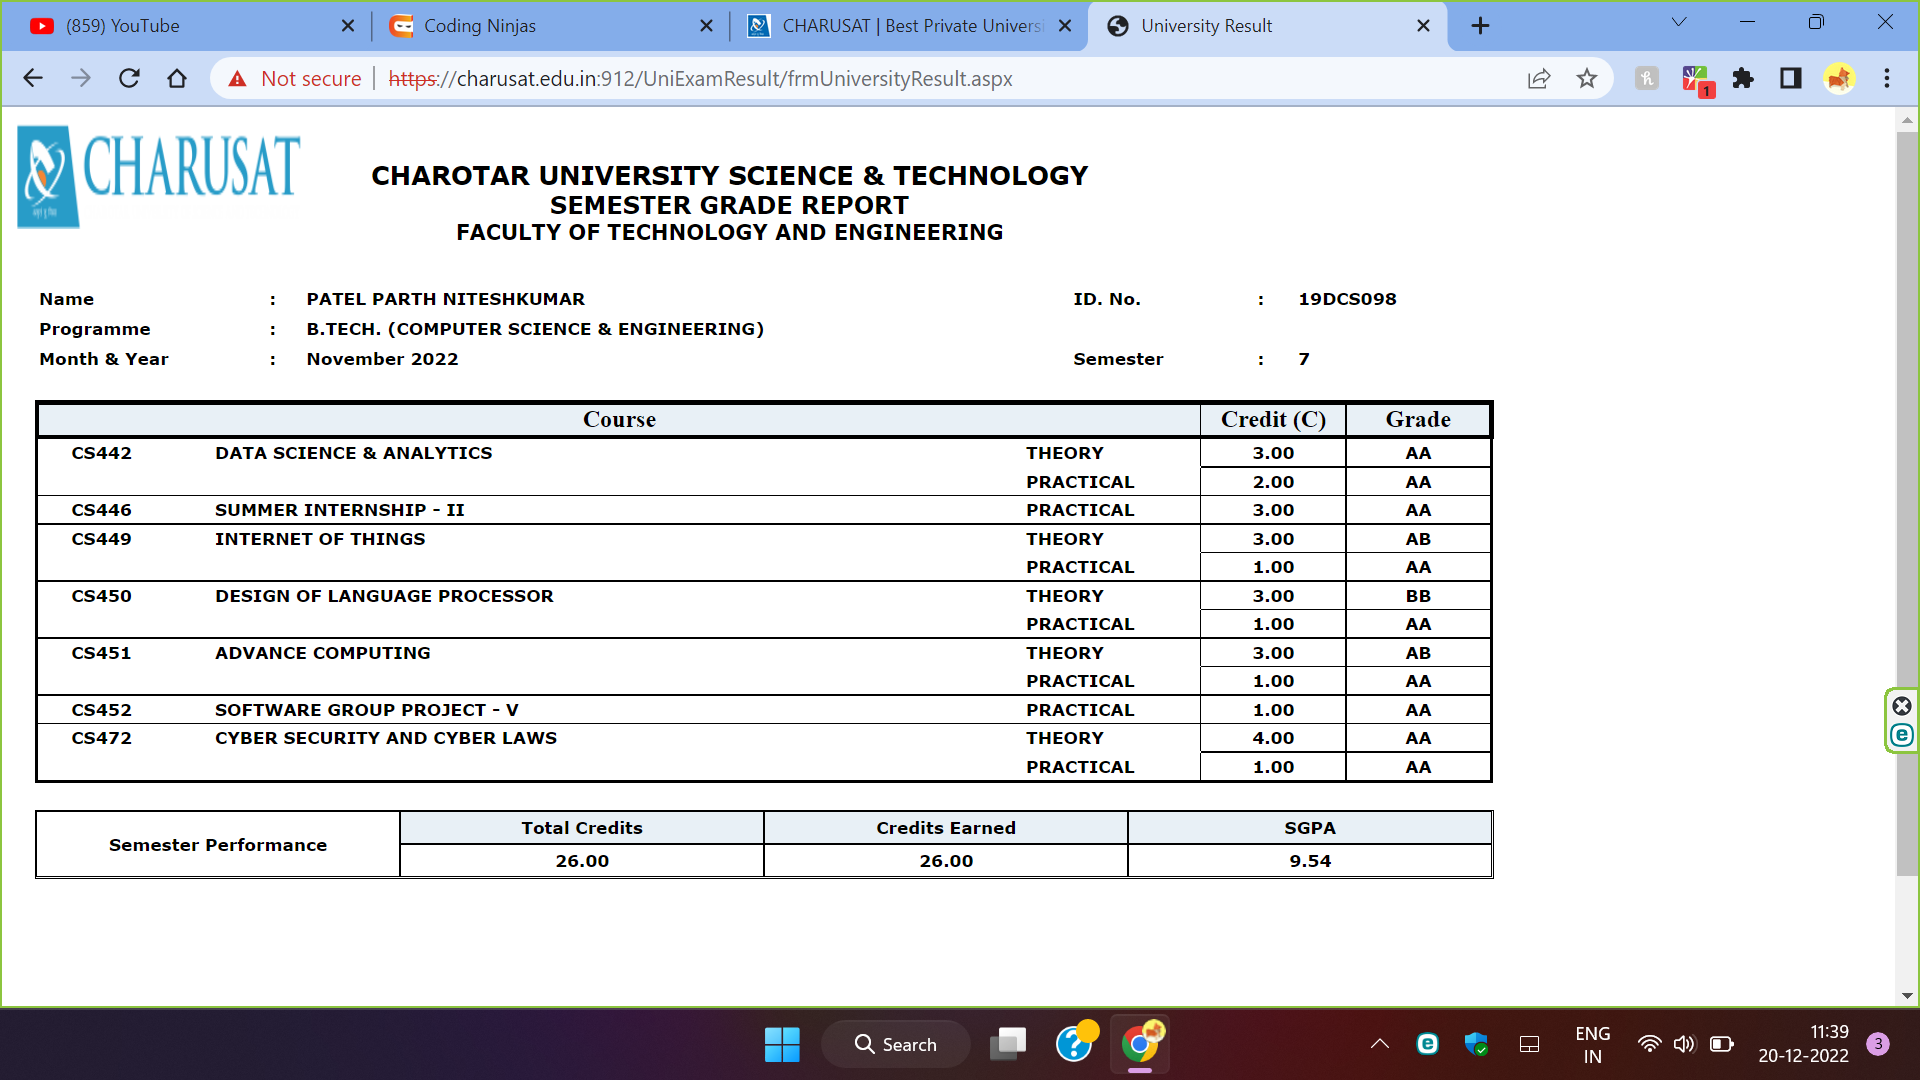 (859) YouTube
Coding Ninjas
CHARUSAT | Best Private Universi
University Result
Not secure
https://charusat.edu.in:912/UniExamResult/frmUniversityResult.aspx
1
CHARUSAT
CHAROTAR UNIVERSITY SCIENCE & TECHNOLOGY
SEMESTER GRADE REPORT
FACULTY OF TECHNOLOGY AND ENGINEERING
Name : PATEL PARTH NITESHKUMAR ID. No. : 19DCS098
Programme : B.TECH. (COMPUTER SCIENCE & ENGINEERING)
Month & Year : November 2022 Semester : 7
Course Credit (C) Grade
CS442 DATA SCIENCE & ANALYTICS THEORY 3.00 AA
PRACTICAL 2.00 AA
CS446 SUMMER INTERNSHIP - II PRACTICAL 3.00 AA
CS449 INTERNET OF THINGS THEORY 3.00 AB
PRACTICAL 1.00 AA
CS450 DESIGN OF LANGUAGE PROCESSOR THEORY 3.00 BB
PRACTICAL 1.00 AA
CS451 ADVANCE COMPUTING THEORY 3.00 AB
PRACTICAL 1.00 AA
CS452 SOFTWARE GROUP PROJECT - V PRACTICAL 1.00 AA
CS472 CYBER SECURITY AND CYBER LAWS THEORY 4.00 AA
PRACTICAL 1.00 AA
Semester Performance
Total Credits Credits Earned SGPA
26.00 26.00 9.54
Search
ENG
IN
11:39
20-12-2022
3